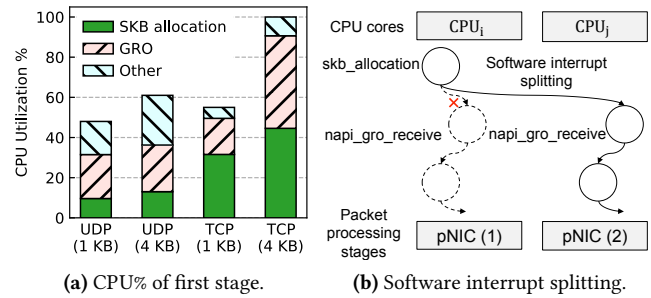 100
80
60
40
20
0
CPU Utilization %
SKB allocation
GRO
Other
UDP
(1 KB)
UDP
(4 KB)
TCP
(1 KB)
TCP
(4 KB)
(a) CPU% of first stage.
CPU cores
CPUi
CPUj
skb_allocation
Software interrupt
splitting
napi_gro_receive
napi_gro_receive
Packet
processing
stages
pNIC (1)
pNIC (2)
(b) Software interrupt splitting.